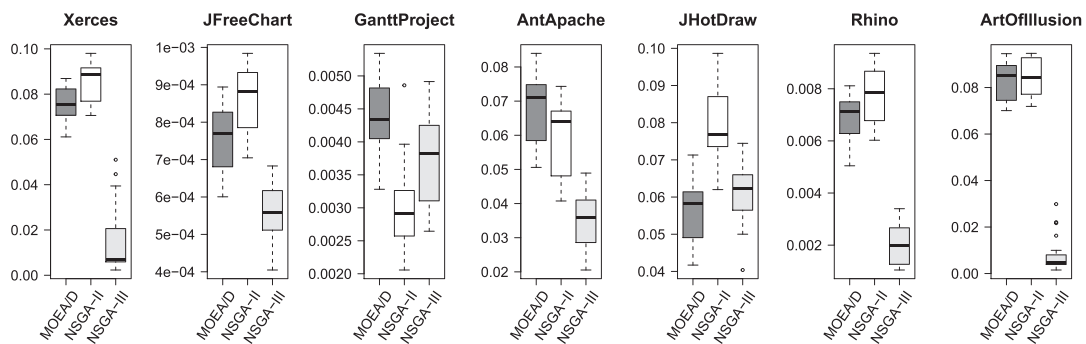 Xerces
0.00
0.02
0.04
0.06
0.08
0.10
MOEA/D
NSGA−II
NSGA−III
JFreeChart
4e−04
5e−04
6e−04
7e−04
8e−04
9e−04
1e−03
MOEA/D
NSGA−II
NSGA−III
GanttProject
0.0020
0.0025
0.0030
0.0035
0.0040
0.0045
0.0050
MOEA/D
NSGA−II
NSGA−III
AntApache
0.02
0.03
0.04
0.05
0.06
0.07
0.08
MOEA/D
NSGA−II
NSGA−III
JHotDraw
0.04
0.05
0.06
0.07
0.08
0.09
0.10
MOEA/D
NSGA−II
NSGA−III
Rhino
0.002
0.004
0.006
0.008
MOEA/D
NSGA−II
NSGA−III
ArtOfIllusion
0.00
0.02
0.04
0.06
0.08
MOEA/D
NSGA−II
NSGA−III